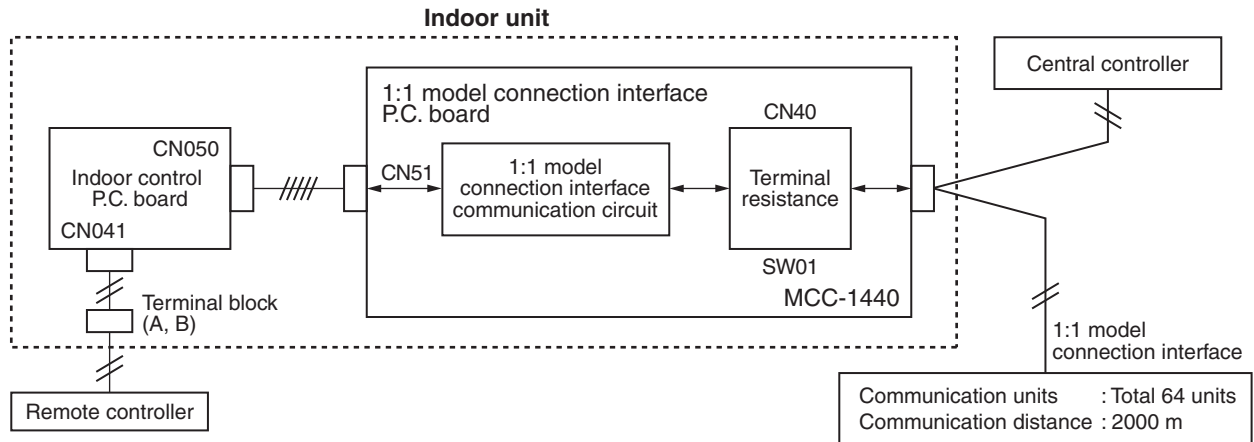 Indoor unit
Central controller
1:1 model connection interface
P.C. board
CN40
CN050
Indoor control
P.C. board
CN041
CN51
1:1 model
connection interface
communication circuit
Terminal
resistance
SW01
MCC-1440
Terminal block
(A, B)
1:1 model
connection interface
Remote controller
Communication units : Total 64 units
Communication distance : 2000 m